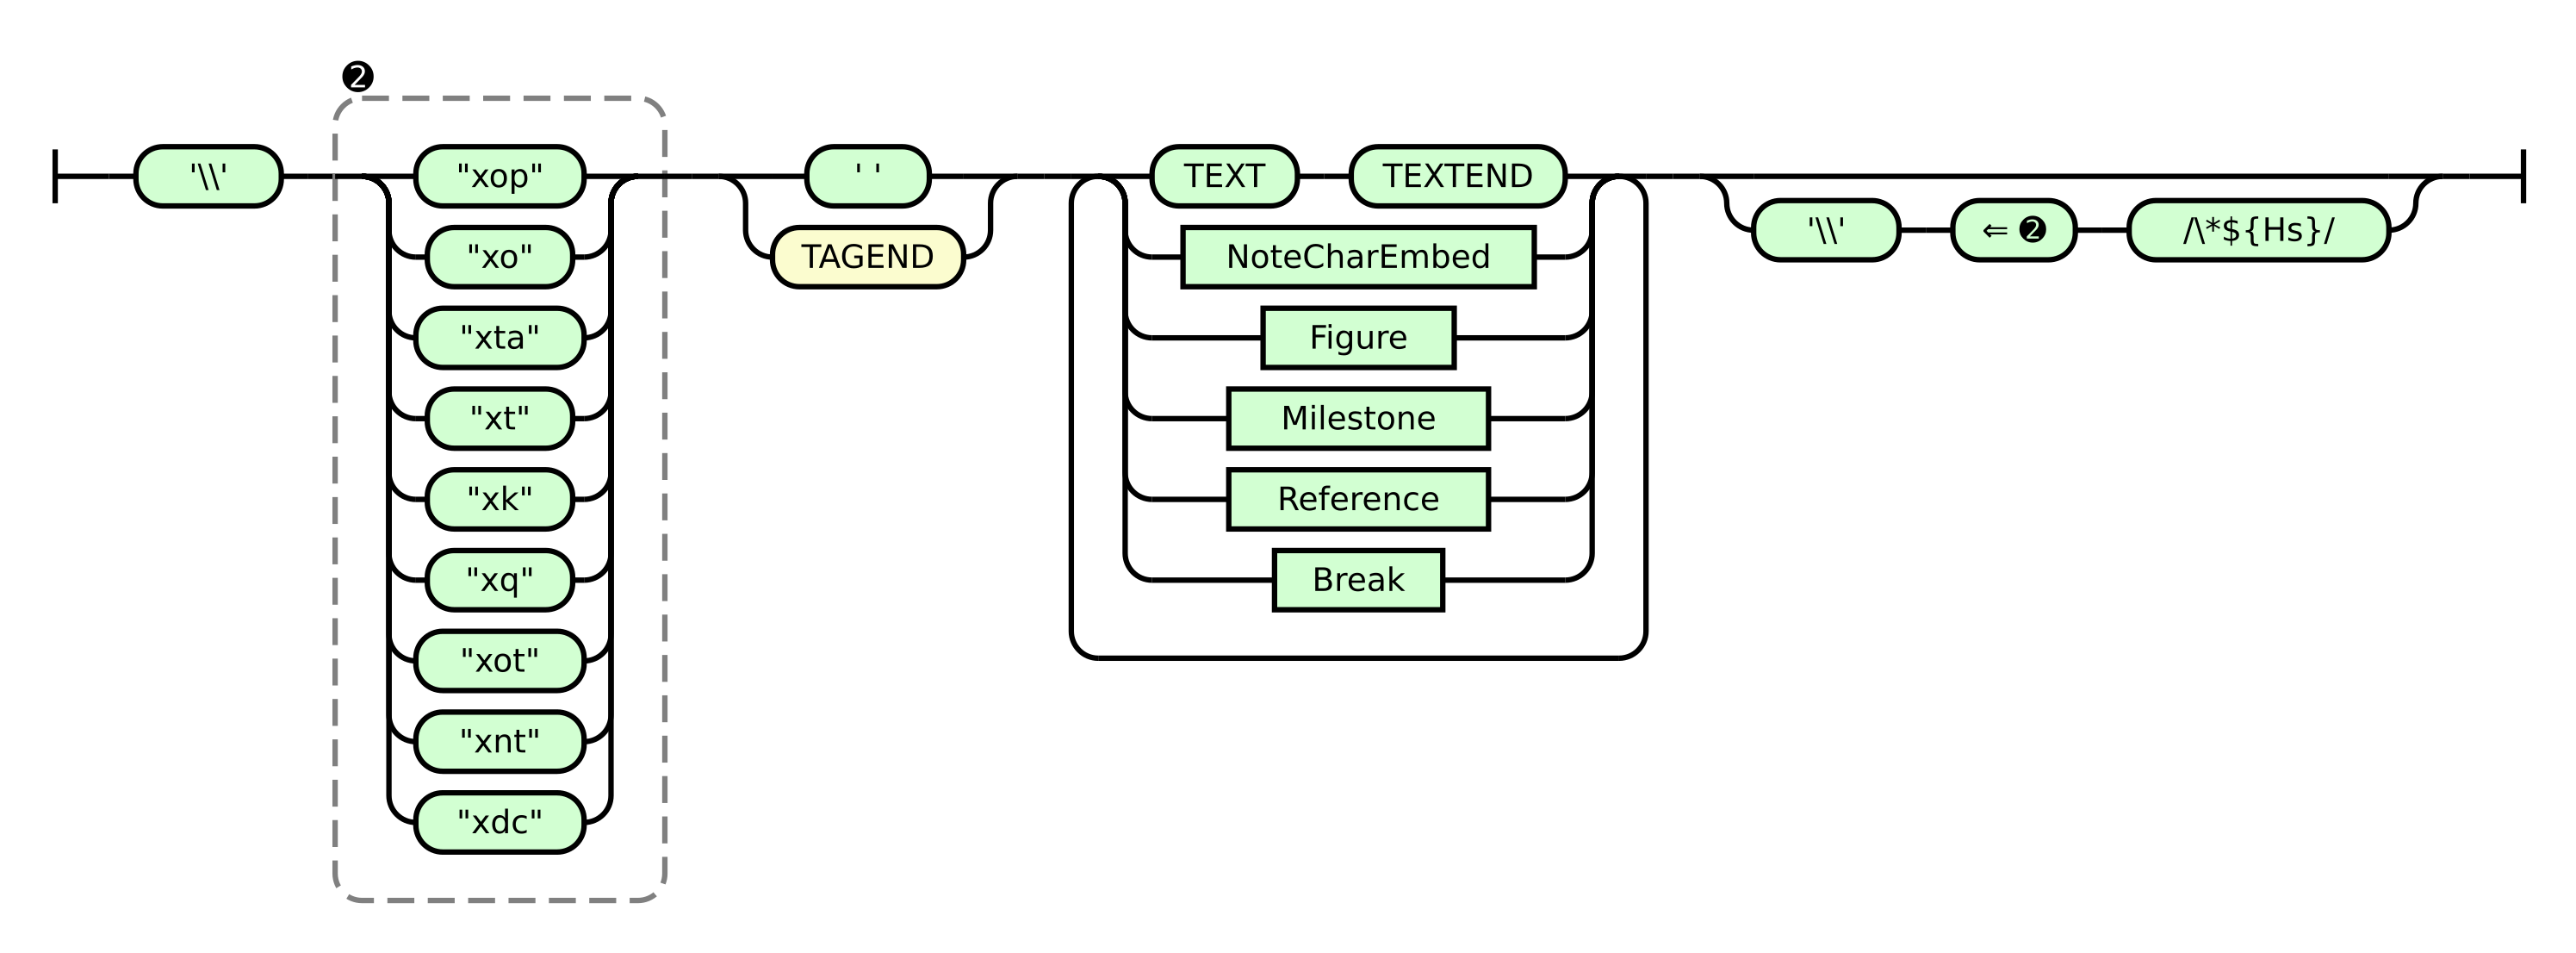 ❷
'\\'
"xop"
"xo"
"xta"
"xt"
"xk"
"xq"
"xot"
"xnt"
"xdc"
' '
TAGEND
TEXT
TEXTEND
NoteCharEmbed
Figure
Milestone
Reference
Break
'\\'
⇐ ❷
/\*${Hs}/